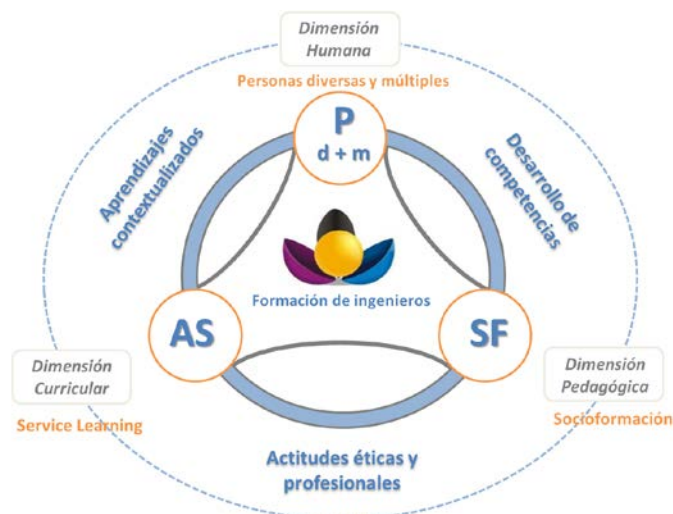 Dimensión
Humana
Personas diversas y múltiples
P
d + m
Aprendizajes
contextualizados
Desarrollo de
competencias
Formación de ingenieros
AS
SF
Dimensión
Curricular
Service Learning
Dimensión
Pedagógica
Socioformación
Actitudes éticas y
profesionales